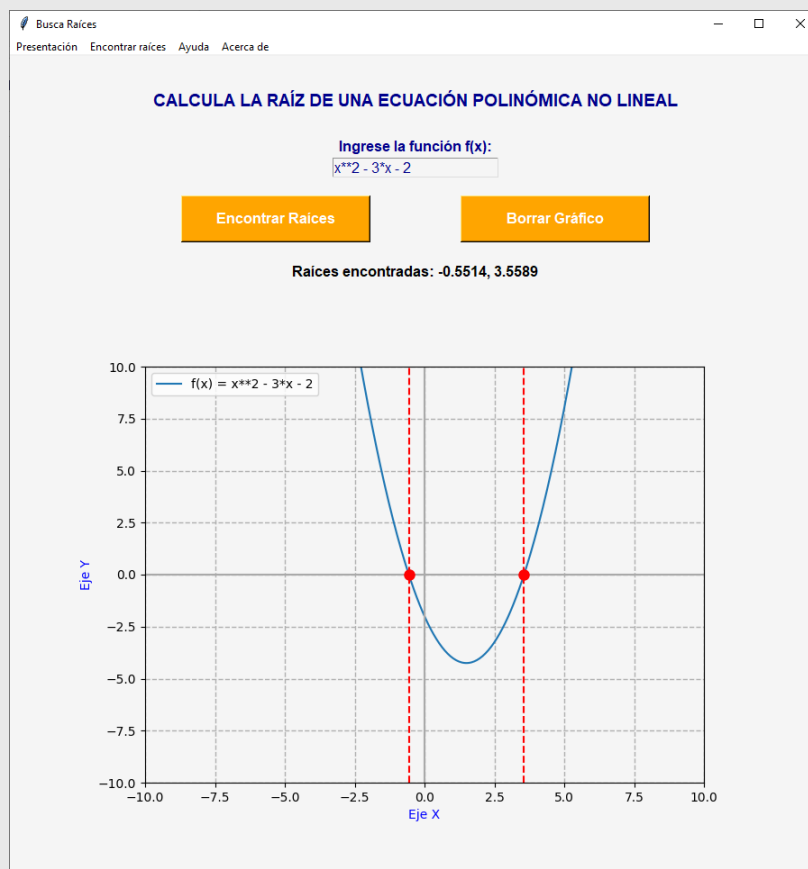 Busca Raíces
Presentación Encontrar raíces Ayuda Acerca de
CALCULA LA RAÍZ DE UNA ECUACIÓN POLINÓMICA NO LINEAL
Ingrese la función f(x):
x**2 - 3*x - 2
Encontrar Raíces Borrar Gráfico
Raíces encontradas: -0.5514, 3.5589
10.0
f(x) = x**2 - 3*x - 2
7.5
5.0
2.5
Eje Y
0.0
−2.5
−5.0
−7.5
−10.0
−10.0 −7.5 −5.0 −2.5 0.0 2.5 5.0 7.5 10.0
Eje X